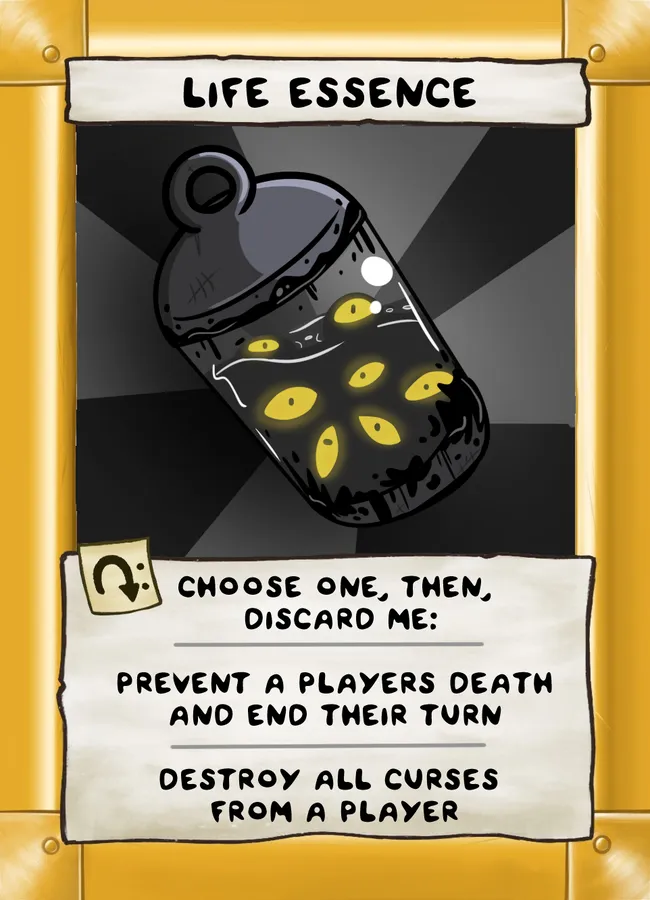 LIFE ESSENCE
CHOOSE ONE, THEN,
DISCARD ME:
PREVENT A PLAYERS DEATH
AND END THEIR TURN
DESTROY ALL CURSES
FROM A PLAYER